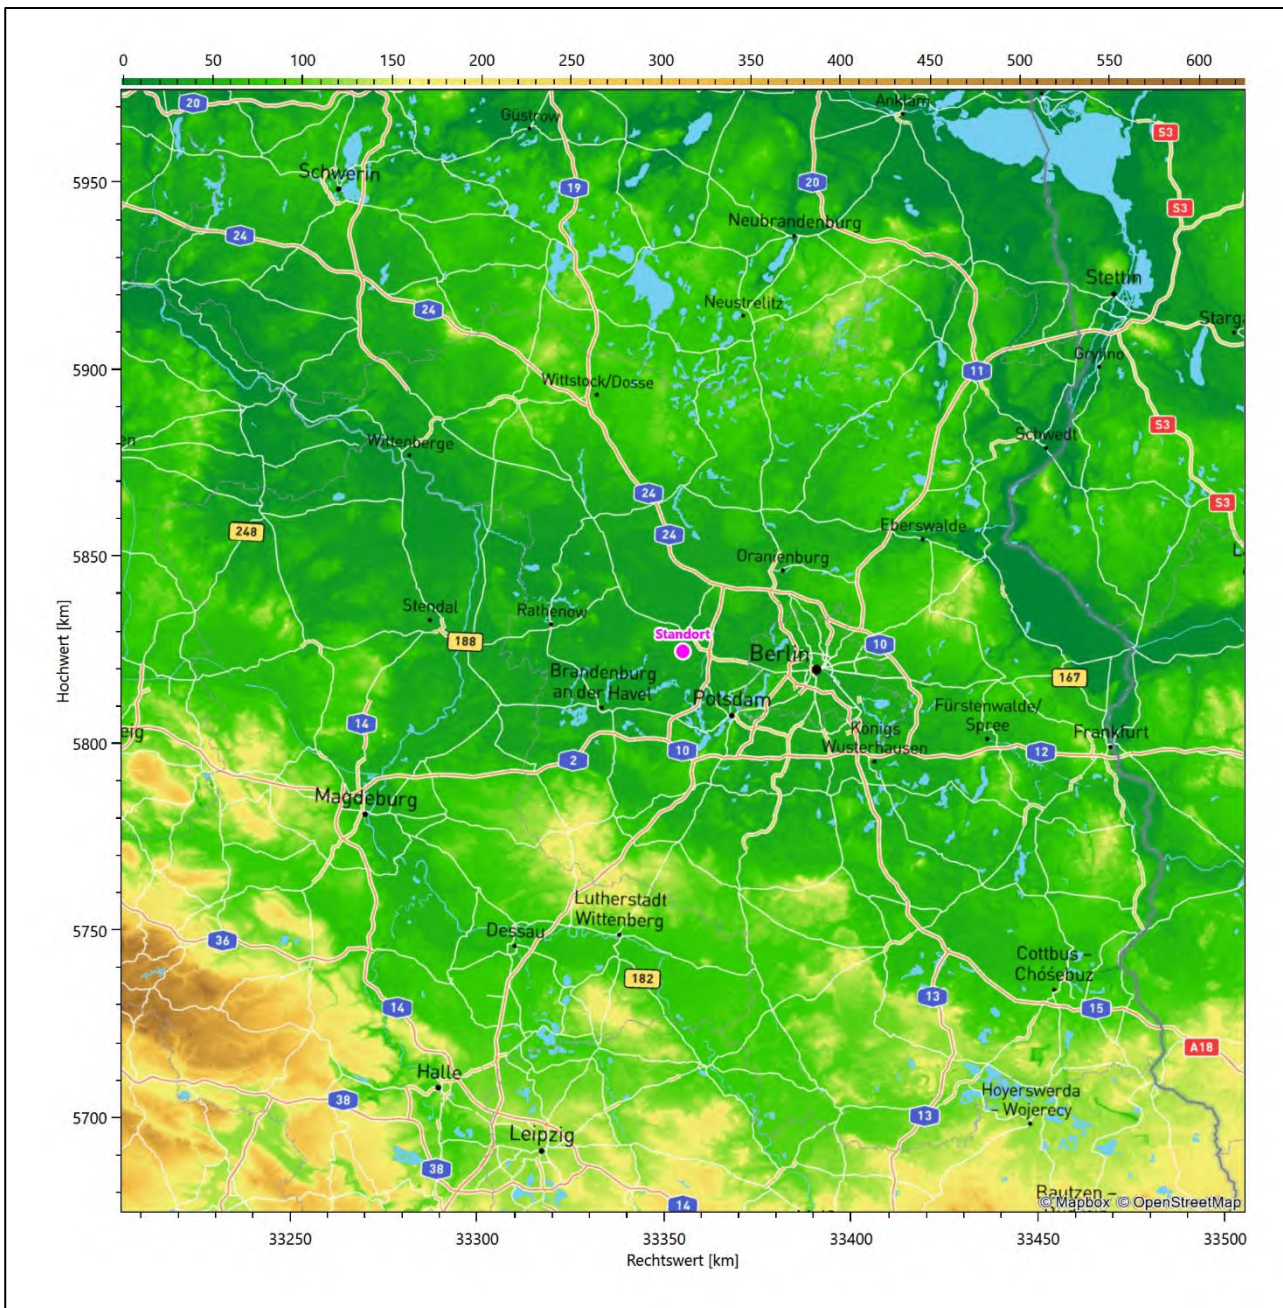 0 50 100 150 200 250 300 350 400 450 500 550 600
20
Güstrow
Anklam
S3
Schwerin
19
20
S3
24
Neubrandenburg
Stettin
24
Neustrelitz
Starga
Gryfino
11
Wittstock/Dosse
Wittenberge
Schwedt
S3
24
S3
248
24
Eberswalde
Oranienburg
Stendal
Rathenow
188
Standort
Berlin
10
Brandenburg
an der Havel
Potsdam
167
Fürstenwalde/
Spree
14
eig
Königs
Wusterhausen
Frankfurt
2
10
12
Magdeburg
Lutherstadt
Wittenberg
Dessau
36
182
Cottbus –
Chóśebuz
14
13
15
A18
Halle
38
Hoyerswerda
– Wojerecy
13
Leipzig
38
14
Bautzen –
© Mapbox © OpenStreetMap
5950
5900
5850
5800
5750
5700
Hochwert [km]
33250 33300 33350 33400 33450 33500
Rechtswert [km]